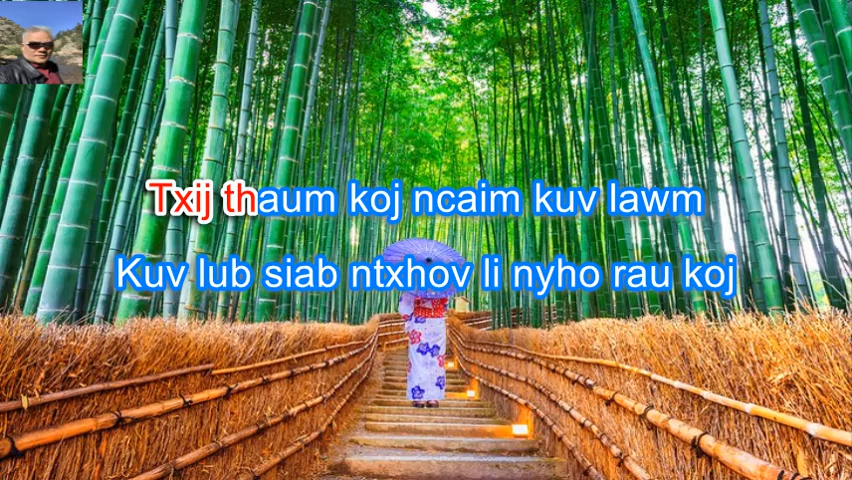 Txij thaum koj ncaim kuv lawm
Kuv lub siab ntxhov li nyho rau koj